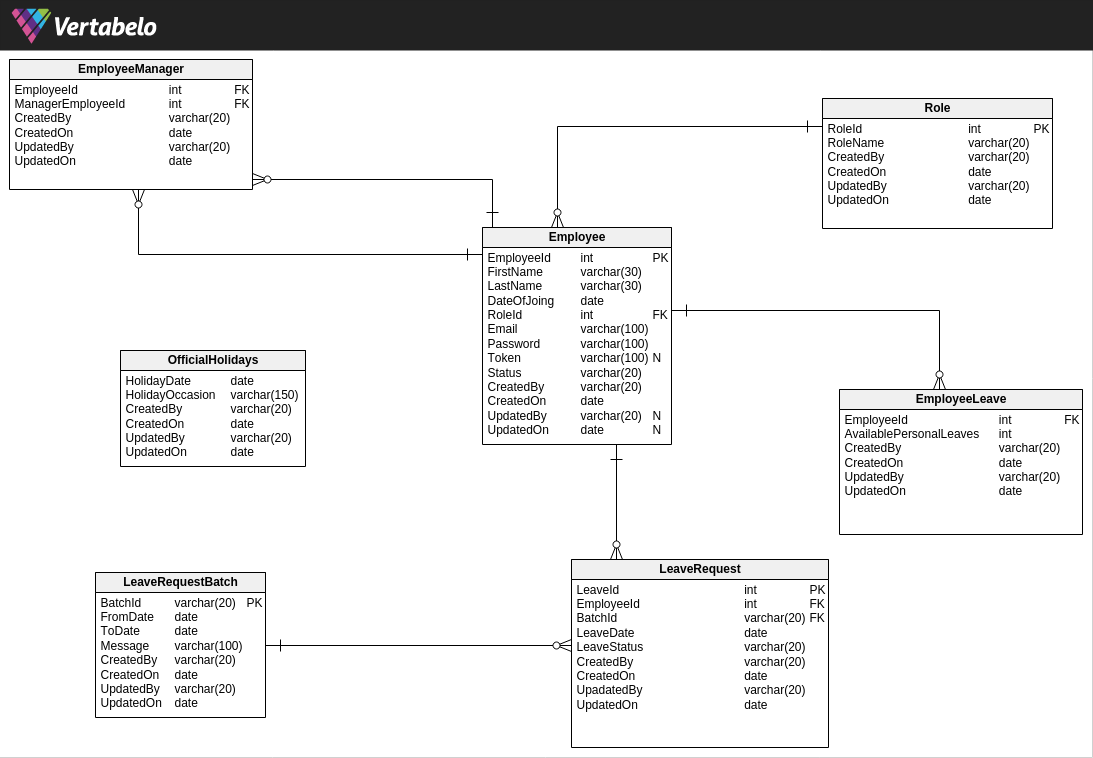 Vertabelo
EmployeeManager
EmployeeId int FK
ManagerEmployeeId int FK
CreatedBy varchar(20)
CreatedOn date
UpdatedBy varchar(20)
UpdatedOn date
Role
RoleId int PK
RoleName varchar(20)
CreatedBy varchar(20)
CreatedOn date
UpdatedBy varchar(20)
UpdatedOn date
Employee
EmployeeId int PK
FirstName varchar(30)
LastName varchar(30)
DateOfJoing date
RoleId int FK
Email varchar(100)
Password varchar(100)
Token varchar(100) N
Status varchar(20)
CreatedBy varchar(20)
CreatedOn date
UpdatedBy varchar(20) N
UpdatedOn date N
OfficialHolidays
HolidayDate date
HolidayOccasion varchar(150)
CreatedBy varchar(20)
CreatedOn date
UpdatedBy varchar(20)
UpdatedOn date
EmployeeLeave
EmployeeId int FK
AvailablePersonalLeaves int
CreatedBy varchar(20)
CreatedOn date
UpdatedBy varchar(20)
UpdatedOn date
LeaveRequestBatch
BatchId varchar(20) PK
FromDate date
ToDate date
Message varchar(100)
CreatedBy varchar(20)
CreatedOn date
UpdatedBy varchar(20)
UpdatedOn date
LeaveRequest
LeaveId int PK
EmployeeId int FK
BatchId varchar(20) FK
LeaveDate date
LeaveStatus varchar(20)
CreatedBy varchar(20)
CreatedOn date
UpadatedBy varchar(20)
UpdatedOn date